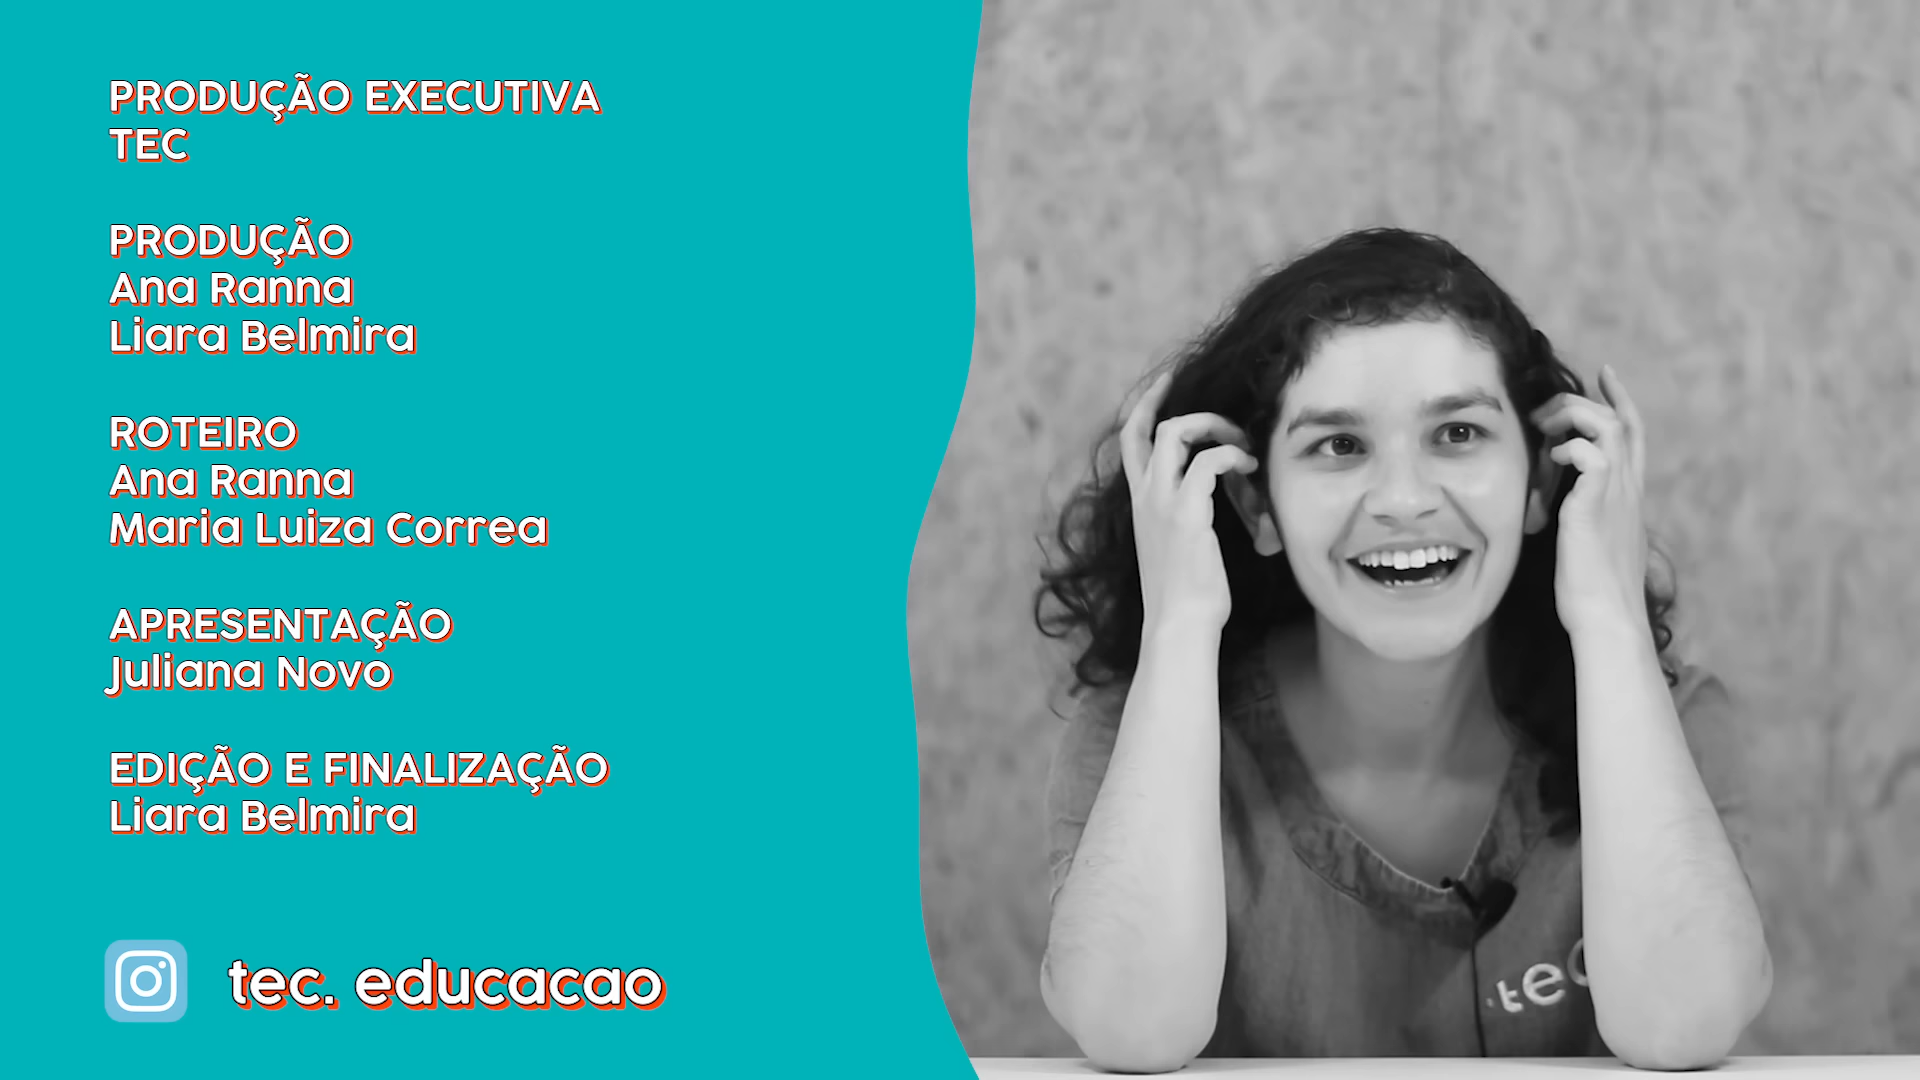 PRODUÇÃO EXECUTIVA
TEC
PRODUÇÃO
Ana Ranna
Liara Belmira
ROTEIRO
Ana Ranna
Maria Luiza Correa
APRESENTAÇÃO
Juliana Novo
EDIÇÃO E FINALIZAÇÃO
Liara Belmira
tec. educacao
.tec